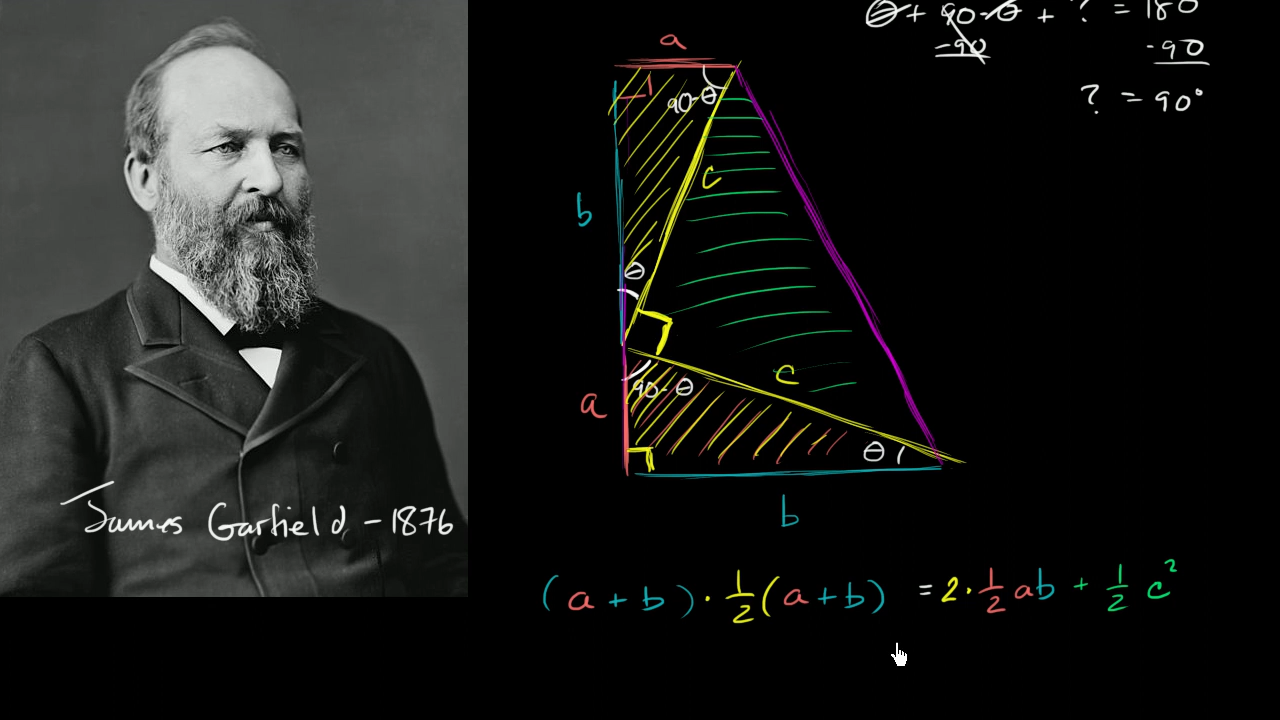 θ + 90-θ + ? = 180
-90 -90
? = 90°
a
90-θ
c
b
θ
c
90-θ
a
θ
b
James Garfield - 1876
(a + b) · 1/2 (a + b) = 2 · 1/2 ab + 1/2 c²